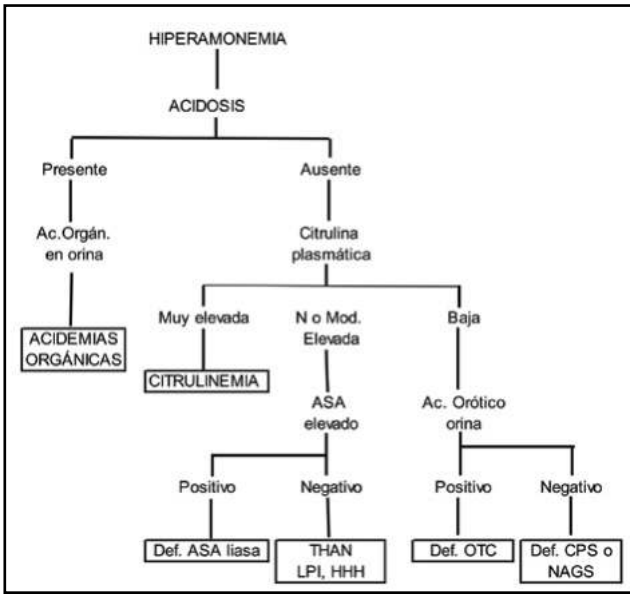 HIPERAMONEMIA
ACIDOSIS
Presente
Ausente
Ac.Orgán.
en orina
Citrulina
plasmática
Muy elevada
N o Mod.
Elevada
Baja
ACIDEMIAS
ORGÁNICAS
CITRULINEMIA
ASA
elevado
Ac. Orótico
orina
Positivo
Negativo
Positivo
Negativo
Def. ASA liasa
THAN
LPI, HHH
Def. OTC
Def. CPS o
NAGS